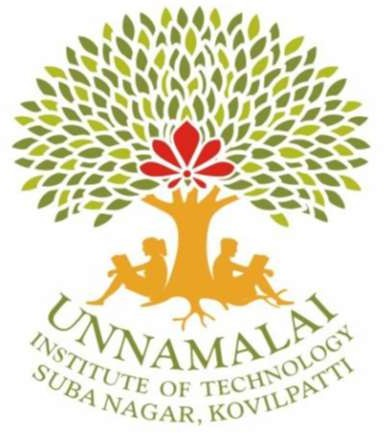 UNNAMALAI
INSTITUTE OF TECHNOLOGY
SUBA NAGAR, KOVILPATTI